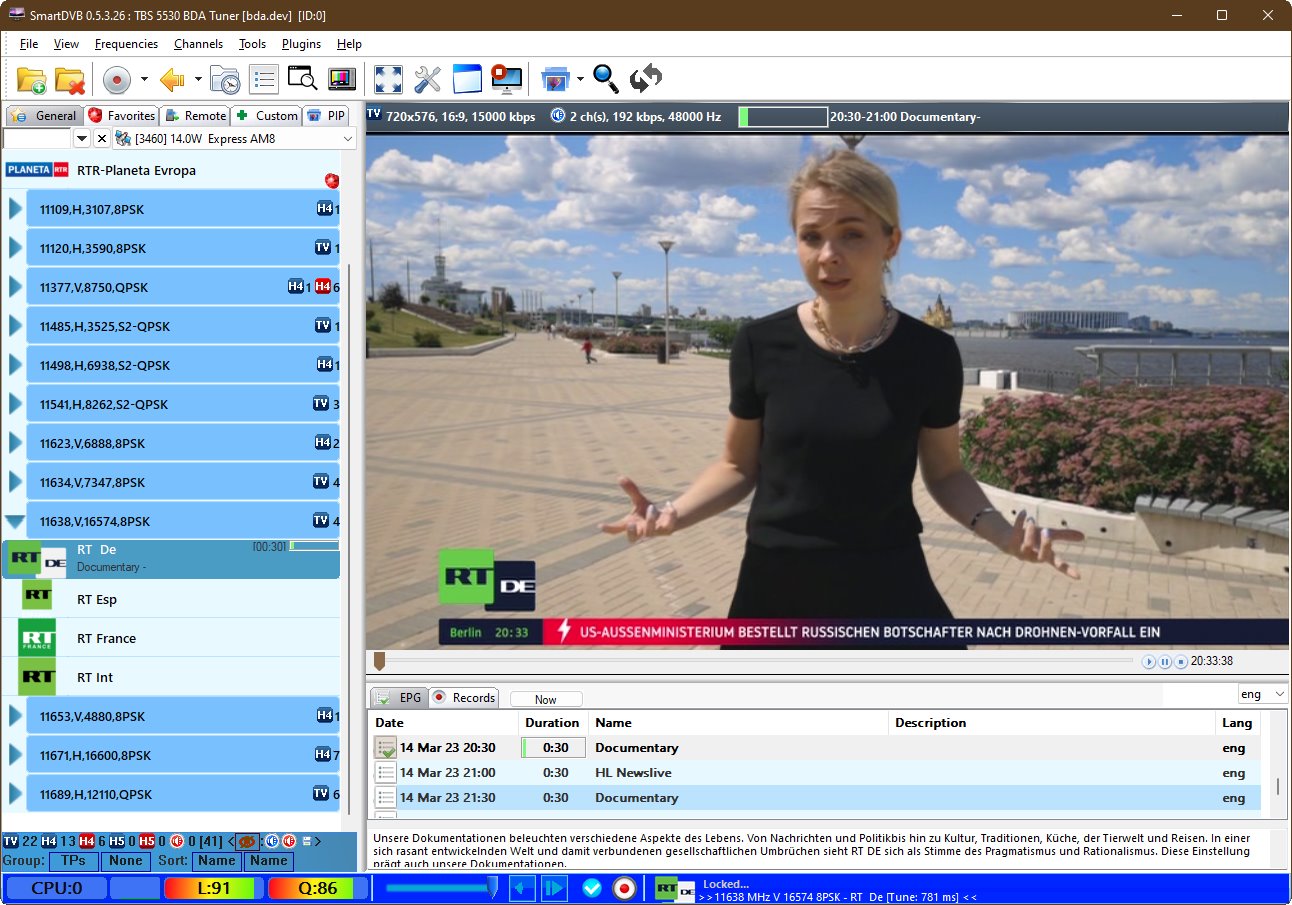 SmartDVB 0.5.3.26 : TBS 5530 BDA Tuner [bda.dev] [ID:0]
File View Frequencies Channels Tools Plugins Help
General Favorites Remote Custom PIP
[3460] 14.0W Express AM8
PLANETA RTR RTR-Planeta Evropa
11109,H,3107,8PSK H4 1
11120,H,3590,8PSK TV 1
11377,V,8750,QPSK H4 1 H4 6
11485,H,3525,S2-QPSK TV 1
11498,H,6938,S2-QPSK H4 1
11541,H,8262,S2-QPSK TV 3
11623,V,6888,8PSK H4 2
11634,V,7347,8PSK TV 4
11638,V,16574,8PSK TV 4
RT DE RT De [00:30]
Documentary -
RT RT Esp
RT FRANCE RT France
RT RT Int
11653,V,4880,8PSK H4 1
11671,H,16600,8PSK H4 7
11689,H,12110,QPSK TV 6
TV 22 H4 13 H4 6 H5 0 H5 0 0 [41] < : >
Group: TPs None Sort: Name Name
TV 720x576, 16:9, 15000 kbps 2 ch(s), 192 kbps, 48000 Hz 20:30-21:00 Documentary-
RT DE
Berlin 20:33 US-AUSSENMINISTERIUM BESTELLT RUSSISCHEN BOTSCHAFTER NACH DROHNEN-VORFALL EIN
20:33:38
EPG Records Now eng
Date Duration Name Description Lang
14 Mar 23 20:30 0:30 Documentary eng
14 Mar 23 21:00 0:30 HL Newslive eng
14 Mar 23 21:30 0:30 Documentary eng
Unsere Dokumentationen beleuchten verschiedene Aspekte des Lebens. Von Nachrichten und Politikbis hin zu Kultur, Traditionen, Küche, der Tierwelt und Reisen. In einer
sich rasant entwickelnden Welt und damit verbundenen gesellschaftlichen Umbrüchen sieht RT DE sich als Stimme des Pragmatismus und Rationalismus. Diese Einstellung
prägt auch unsere Dokumentationen.
CPU:0 L:91 Q:86 RT DE Locked...
>>11638 MHz V 16574 8PSK - RT De [Tune: 781 ms] <<